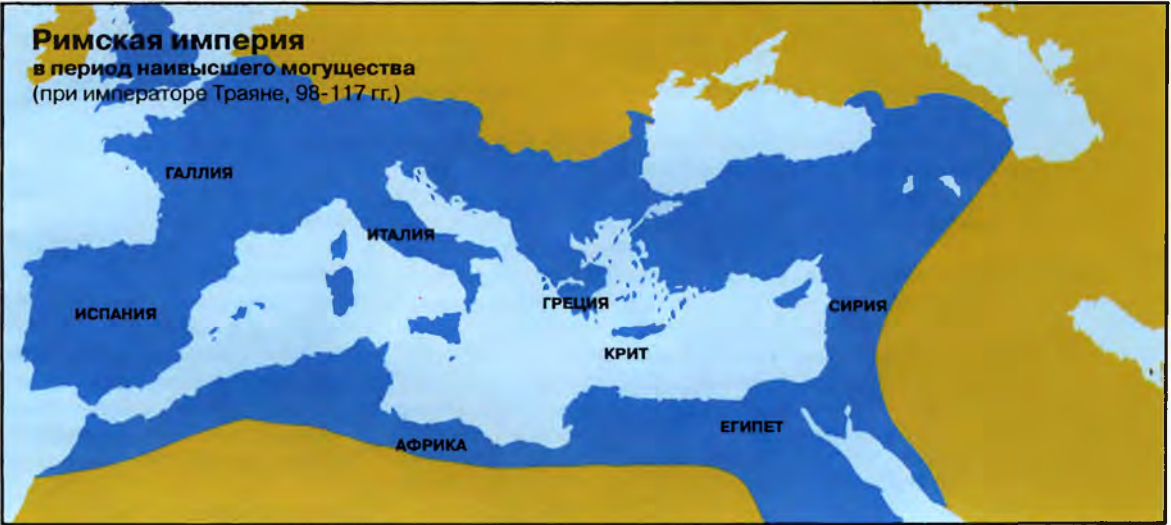 Римская империя
в период наивысшего могущества
(при императоре Траяне, 98-117 гг.)
ГАЛЛИЯ
ИТАЛИЯ
ИСПАНИЯ
ГРЕЦИЯ
СИРИЯ
КРИТ
ЕГИПЕТ
АФРИКА